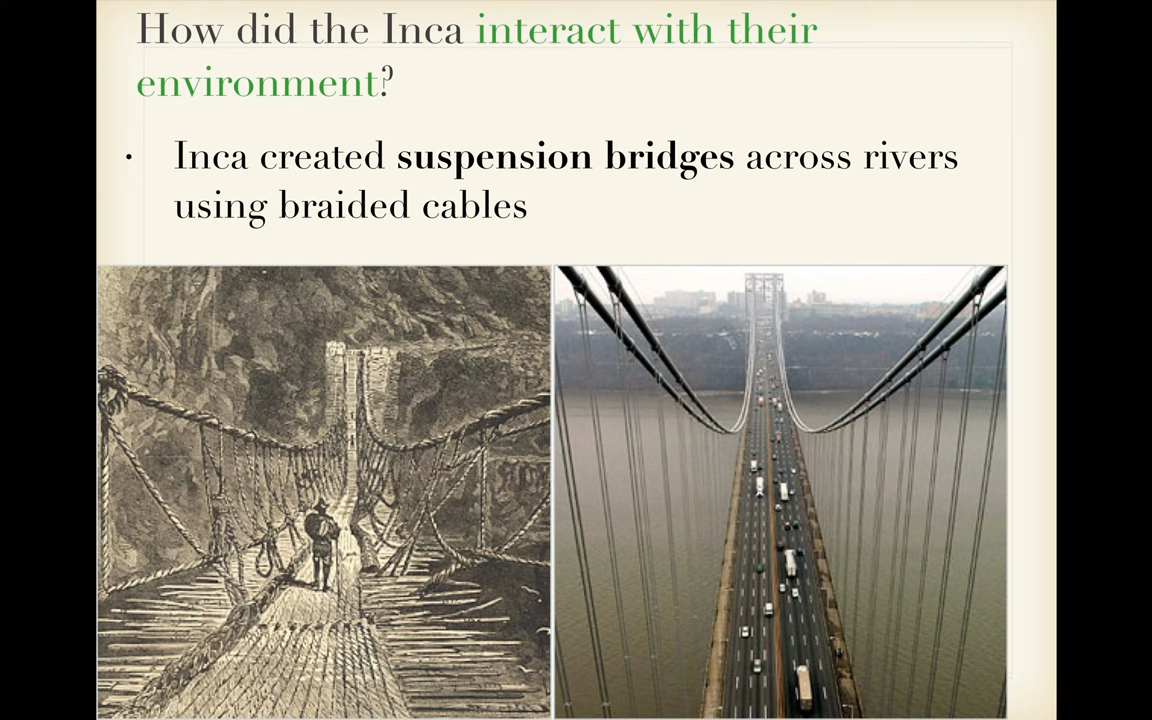 How did the Inca interact with their
environment?
· Inca created suspension bridges across rivers
using braided cables